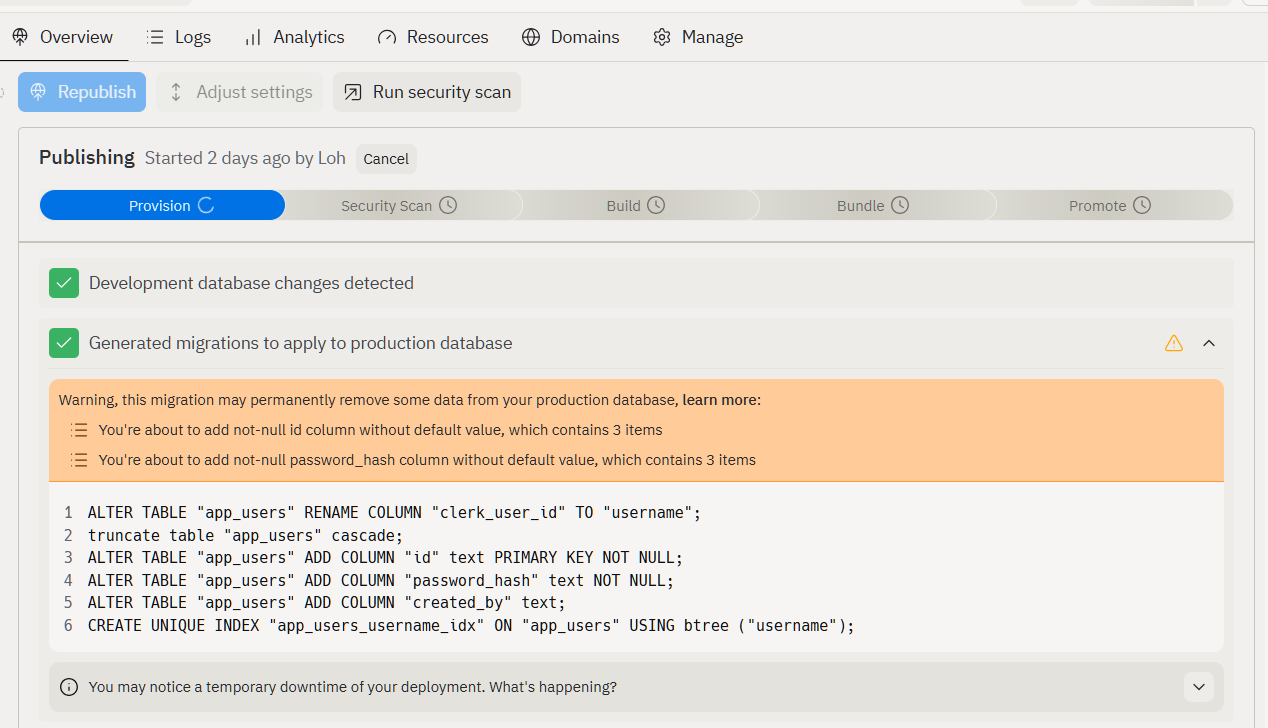 Overview Logs Analytics Resources Domains Manage
Republish Adjust settings Run security scan
Publishing Started 2 days ago by Loh Cancel
Provision Security Scan Build Bundle Promote
Development database changes detected
Generated migrations to apply to production database
Warning, this migration may permanently remove some data from your production database, learn more:
You're about to add not-null id column without default value, which contains 3 items
You're about to add not-null password_hash column without default value, which contains 3 items
1 ALTER TABLE "app_users" RENAME COLUMN "clerk_user_id" TO "username";
2 truncate table "app_users" cascade;
3 ALTER TABLE "app_users" ADD COLUMN "id" text PRIMARY KEY NOT NULL;
4 ALTER TABLE "app_users" ADD COLUMN "password_hash" text NOT NULL;
5 ALTER TABLE "app_users" ADD COLUMN "created_by" text;
6 CREATE UNIQUE INDEX "app_users_username_idx" ON "app_users" USING btree ("username");
You may notice a temporary downtime of your deployment. What's happening?